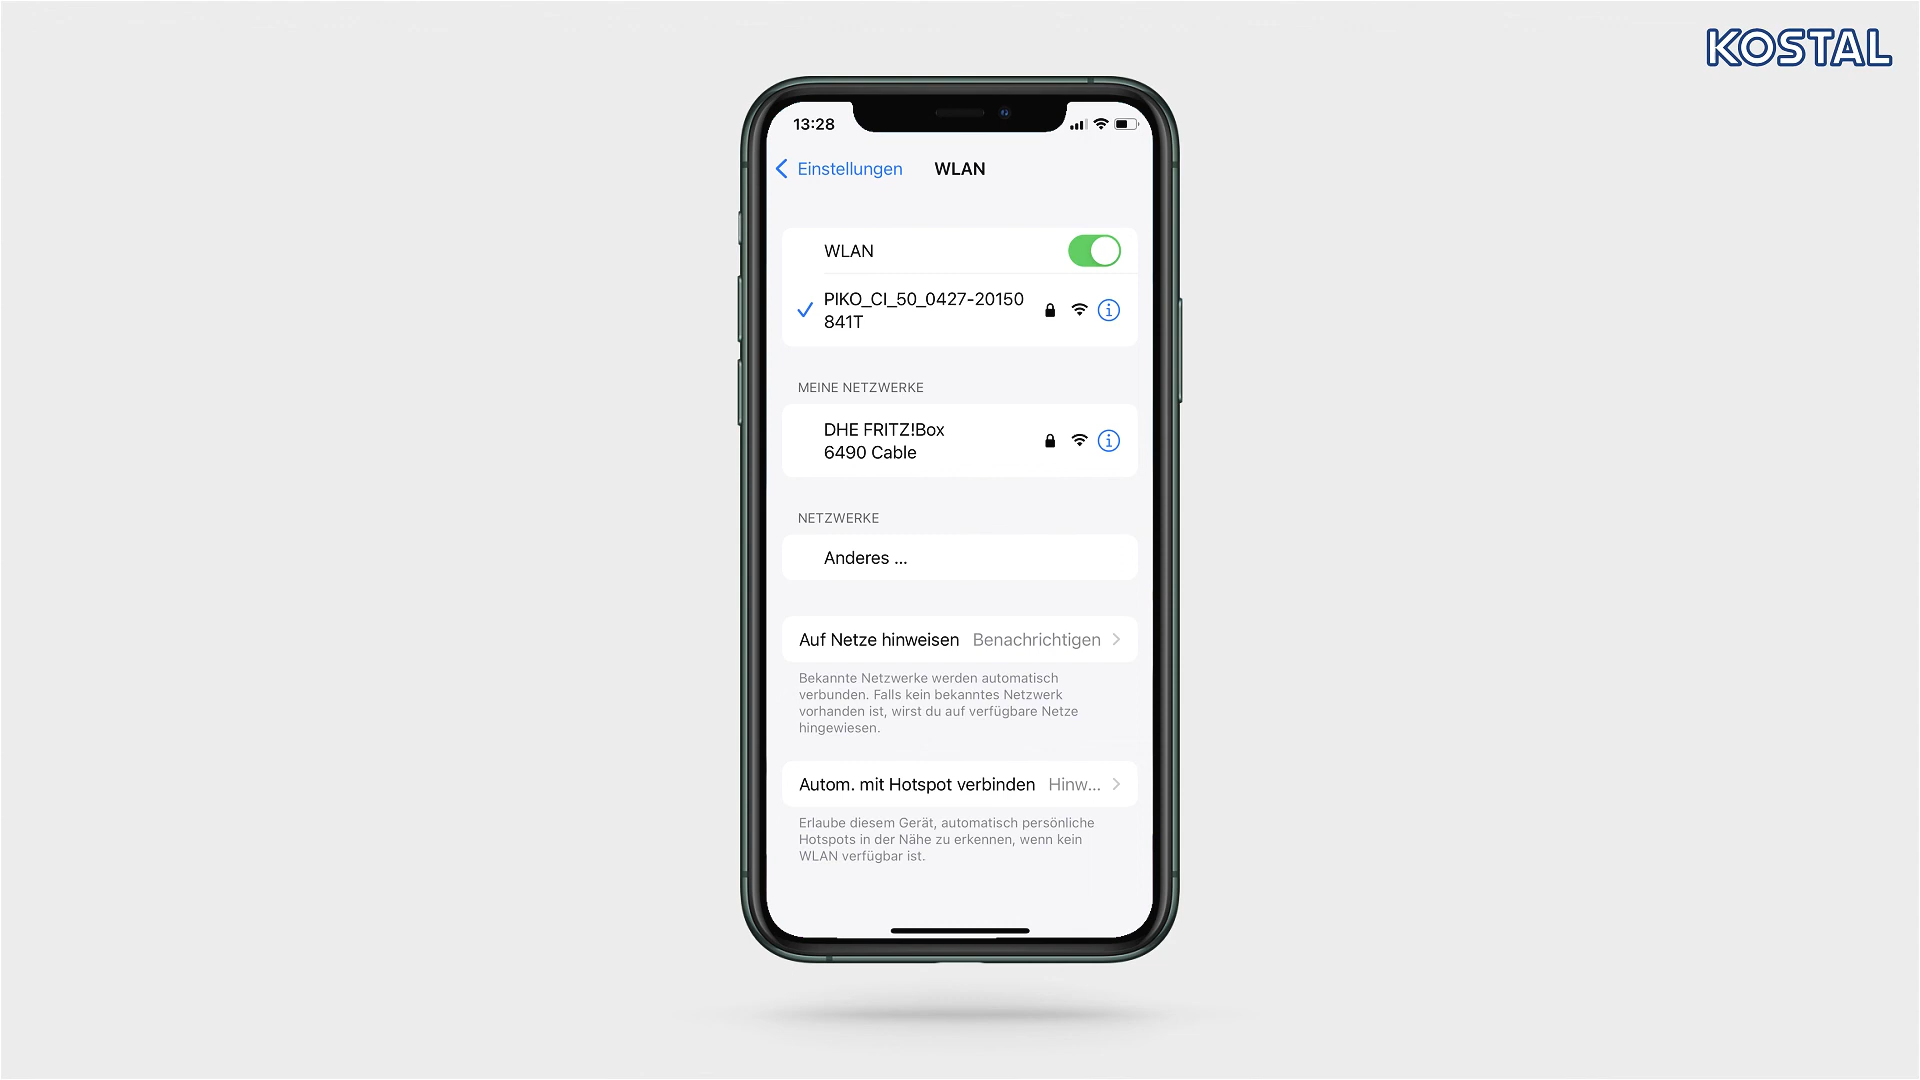 KOSTAL
13:28
Einstellungen WLAN
WLAN
PIKO_CI_50_0427-20150
841T
MEINE NETZWERKE
DHE FRITZ!Box
6490 Cable
NETZWERKE
Anderes ...
Auf Netze hinweisen Benachrichtigen
Bekannte Netzwerke werden automatisch
verbunden. Falls kein bekanntes Netzwerk
vorhanden ist, wirst du auf verfügbare Netze
hingewiesen.
Autom. mit Hotspot verbinden Hinw...
Erlaube diesem Gerät, automatisch persönliche
Hotspots in der Nähe zu erkennen, wenn kein
WLAN verfügbar ist.